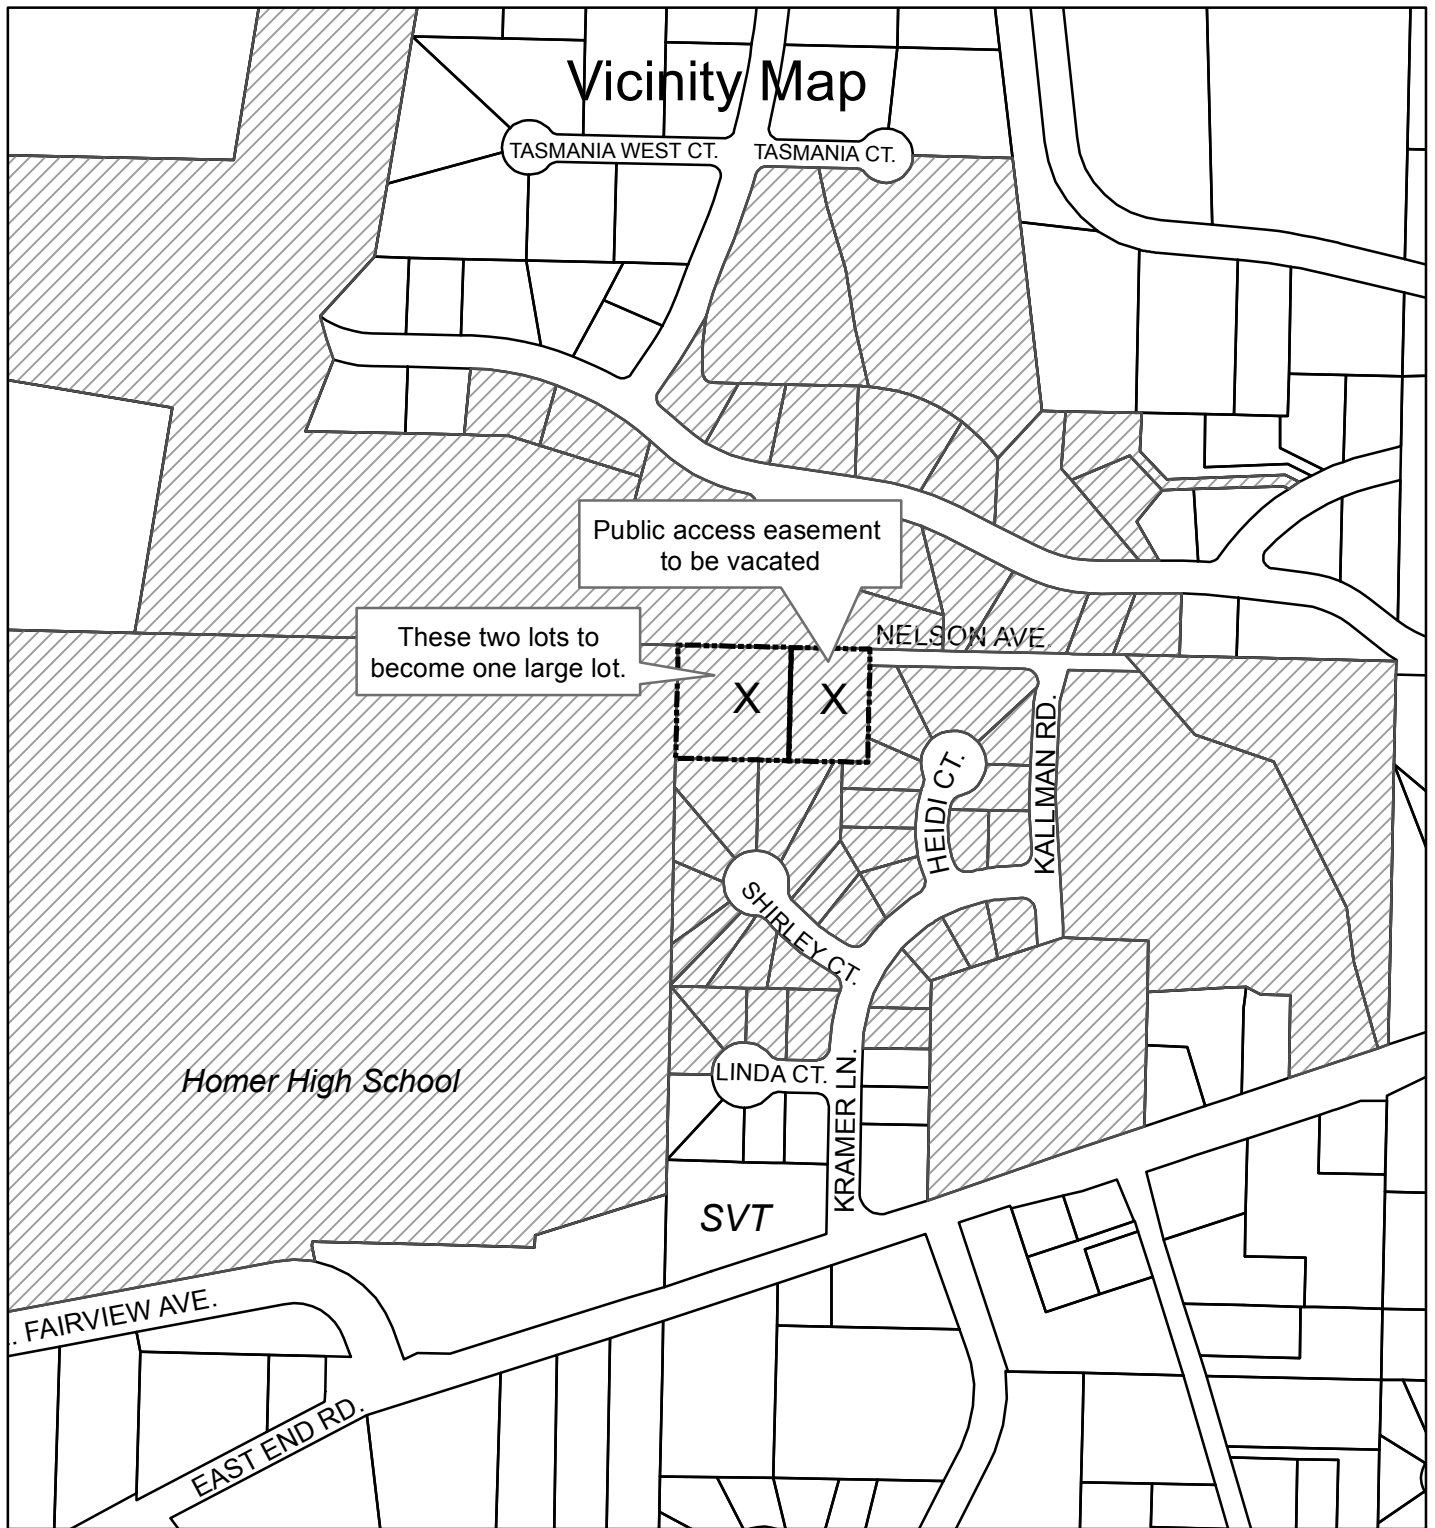 Vicinity Map
TASMANIA WEST CT.
TASMANIA CT.
Public access easement
to be vacated
These two lots to
become one large lot.
NELSON AVE
X
X
HEIDI CT.
KALLMAN RD.
SHIRLEY CT.
Homer High School
LINDA CT.
KRAMER LN.
SVT
. FAIRVIEW AVE.
EAST END RD.